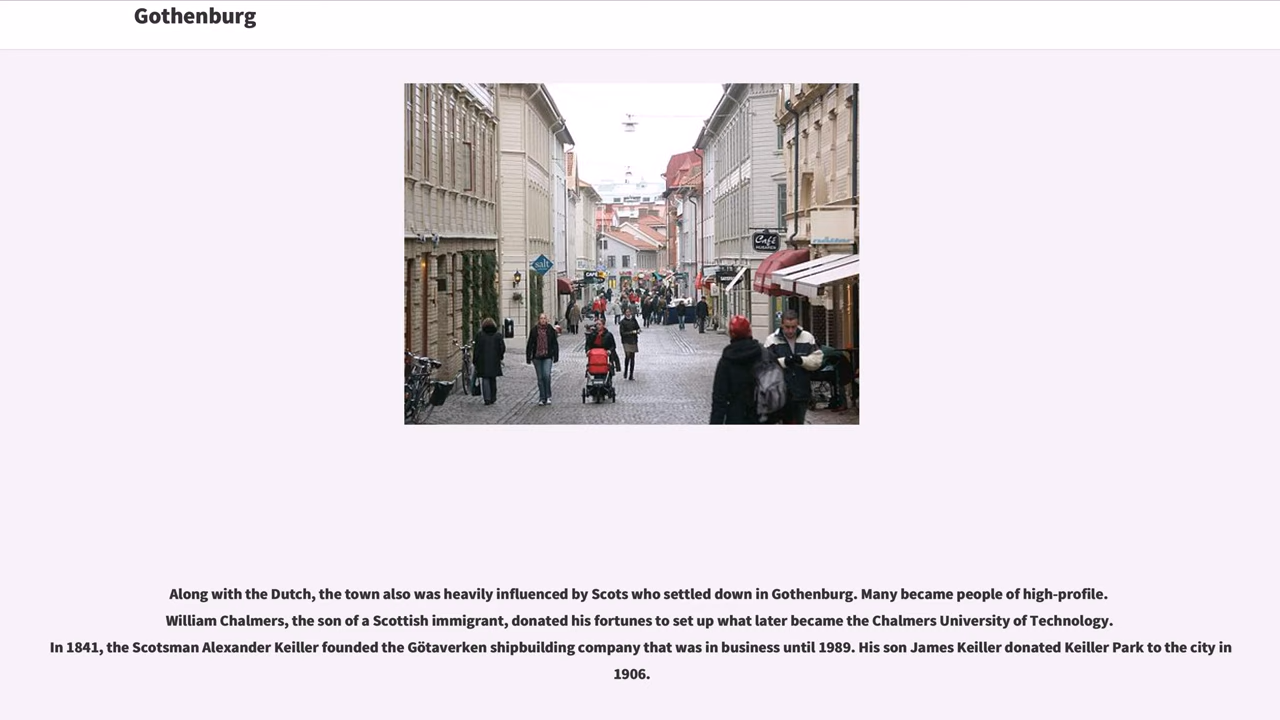 Gothenburg
salt
Café
CAFÉ
Along with the Dutch, the town also was heavily influenced by Scots who settled down in Gothenburg. Many became people of high-profile.
William Chalmers, the son of a Scottish immigrant, donated his fortunes to set up what later became the Chalmers University of Technology.
In 1841, the Scotsman Alexander Keiller founded the Götaverken shipbuilding company that was in business until 1989. His son James Keiller donated Keiller Park to the city in
1906.